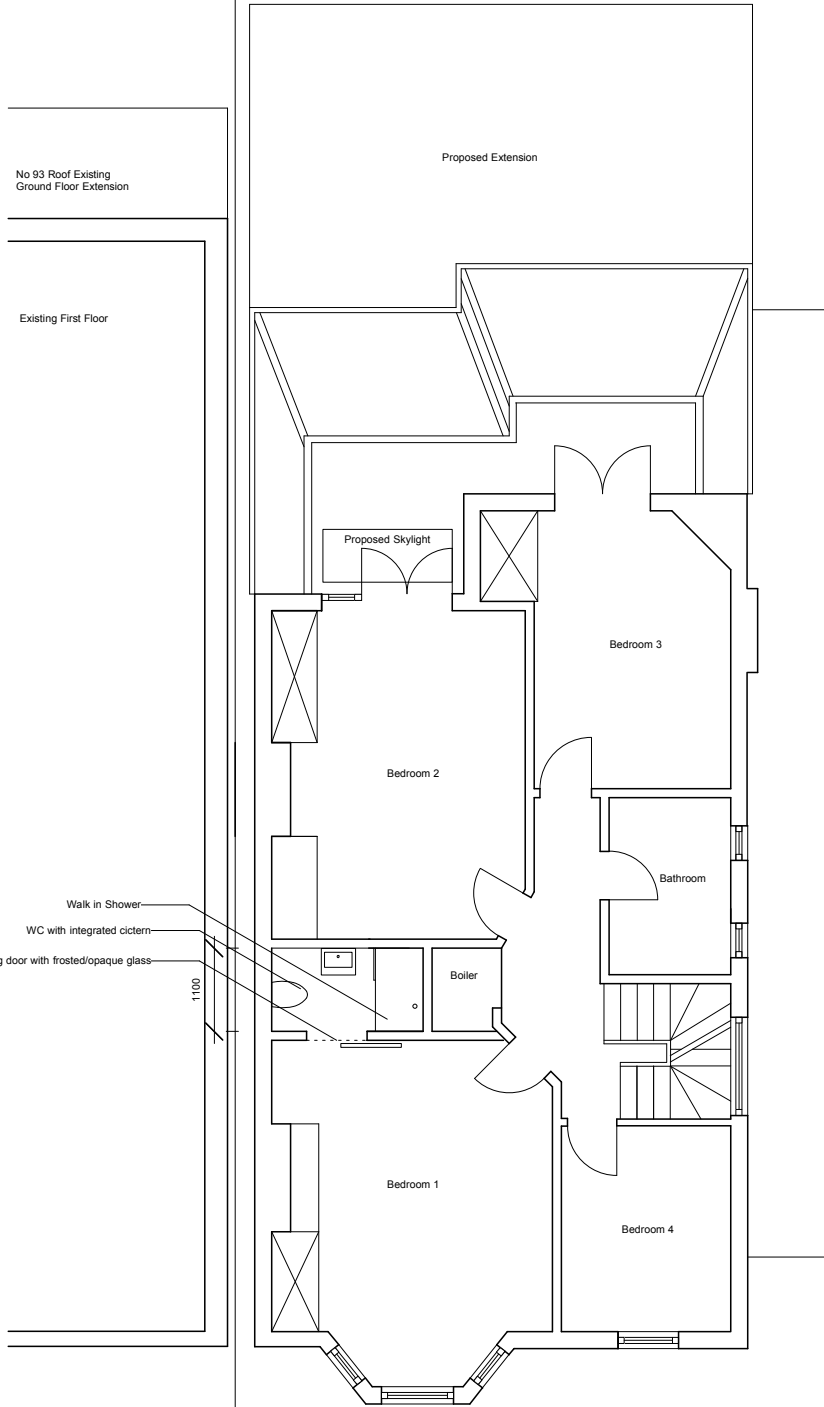 Proposed Extension
No 93 Roof Existing
Ground Floor Extension
Existing First Floor
Proposed Skylight
Bedroom 3
Bedroom 2
Bathroom
Walk in Shower
WC with integrated cictern
door with frosted/opaque glass
Boiler
1100
Bedroom 1
Bedroom 4